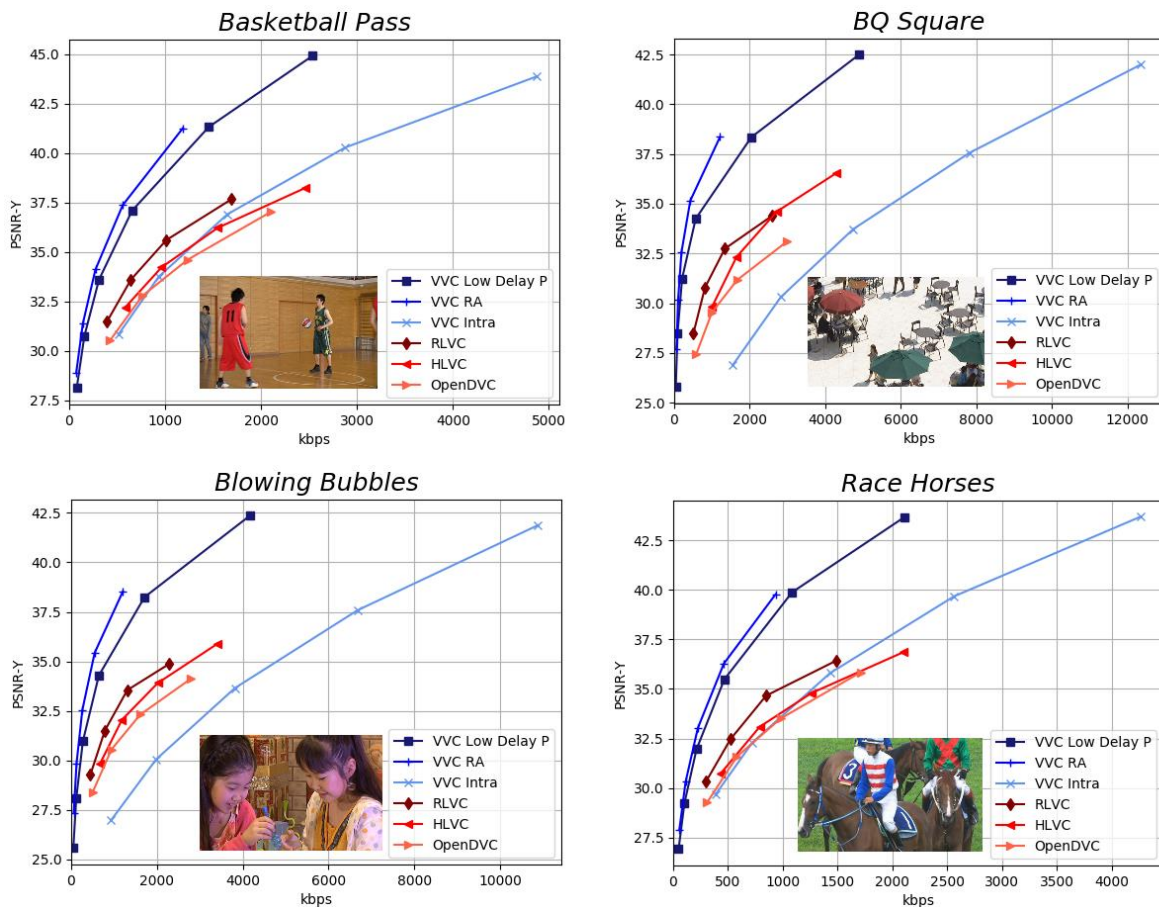 Basketball Pass
45.0
42.5
40.0
37.5
35.0
32.5
30.0
27.5
PSNR-Y
0 1000 2000 3000 4000 5000
kbps
VVC Low Delay P
VVC RA
VVC Intra
RLVC
HLVC
OpenDVC
11
BQ Square
42.5
40.0
37.5
35.0
32.5
30.0
27.5
25.0
PSNR-Y
0 2000 4000 6000 8000 10000 12000
kbps
VVC Low Delay P
VVC RA
VVC Intra
RLVC
HLVC
OpenDVC
Blowing Bubbles
42.5
40.0
37.5
35.0
32.5
30.0
27.5
25.0
PSNR-Y
0 2000 4000 6000 8000 10000
kbps
VVC Low Delay P
VVC RA
VVC Intra
RLVC
HLVC
OpenDVC
Race Horses
42.5
40.0
37.5
35.0
32.5
30.0
27.5
PSNR-Y
0 500 1000 1500 2000 2500 3000 3500 4000
kbps
VVC Low Delay P
VVC RA
VVC Intra
RLVC
HLVC
OpenDVC
3